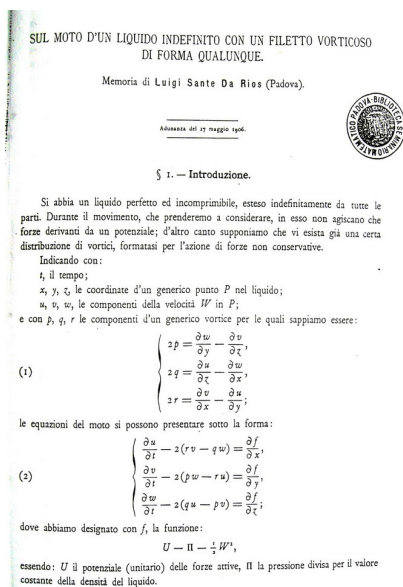 SUL MOTO D'UN LIQUIDO INDEFINITO CON UN FILETTO VORTICOSO
DI FORMA QUALUNQUE.
Memoria di Luigi Sante Da Rios (Padova).
Adunanza del 27 maggio 1906.
PADOVA-BIBLIOTECA SEMINARIO MATEMATICO
§ 1. — Introduzione.
Si abbia un liquido perfetto ed incomprimibile, esteso indefinitamente da tutte le
parti. Durante il movimento, che prenderemo a considerare, in esso non agiscano che
forze derivanti da un potenziale; d'altro canto supponiamo che vi esista già una certa
distribuzione di vortici, formatasi per l'azione di forze non conservative.
Indicando con:
t, il tempo;
x, y, z, le coordinate d'un generico punto P nel liquido;
u, v, w, le componenti della velocità W in P;
e con p, q, r le componenti d'un generico vortice per le quali sappiamo essere:
2p = ∂w/∂y − ∂v/∂z,
(1) 2q = ∂u/∂z − ∂w/∂x,
2r = ∂v/∂x − ∂u/∂y;
le equazioni del moto si possono presentare sotto la forma:
∂u/∂t − 2(rv − qw) = ∂f/∂x,
(2) ∂v/∂t − 2(pw − ru) = ∂f/∂y,
∂w/∂t − 2(qu − pv) = ∂f/∂z;
dove abbiamo designato con f, la funzione:
U − Π − ½W²,
essendo: U il potenziale (unitario) delle forze attive, Π la pressione divisa per il valore
costante della densità del liquido.